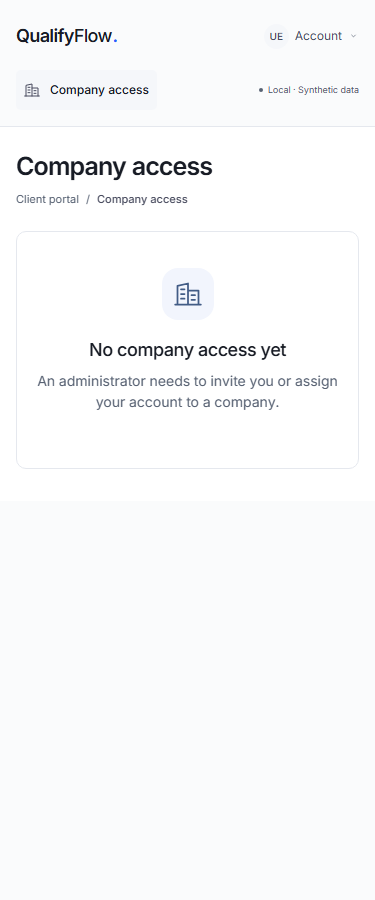 QualifyFlow.
UE Account
Company access
Local · Synthetic data
Company access
Client portal / Company access
No company access yet
An administrator needs to invite you or assign
your account to a company.